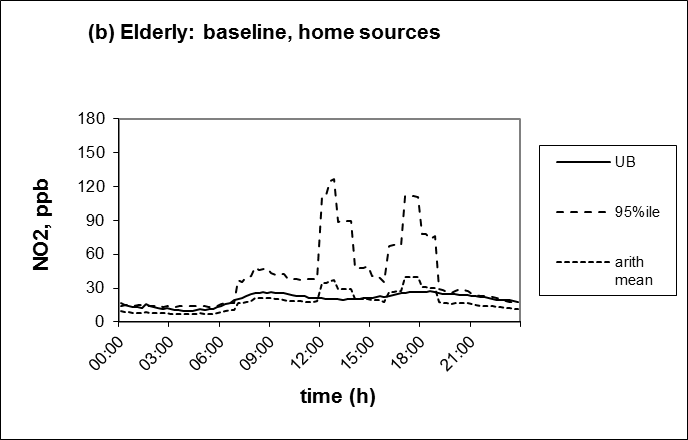 (b) Elderly: baseline, home sources
NO2, ppb
180
150
120
90
60
30
0
00:00
03:00
06:00
09:00
12:00
15:00
18:00
21:00
time (h)
UB
95%ile
arith
mean